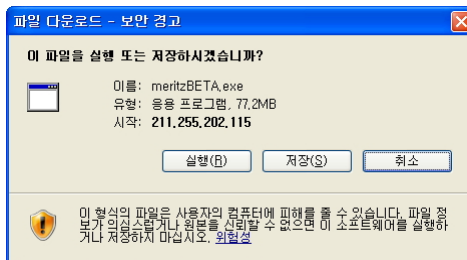 파일 다운로드 - 보안 경고
이 파일을 실행 또는 저장하시겠습니까?
이름: meritzBETA.exe
유형: 응용 프로그램, 77.2MB
시작: 211.255.202.115
실행(R) 저장(S) 취소
이 형식의 파일은 사용자의 컴퓨터에 피해를 줄 수 있습니다. 파일 정
보가 의심스럽거나 원본을 신뢰할 수 없으면 이 소프트웨어를 실행하
거나 저장하지 마십시오. 위험성